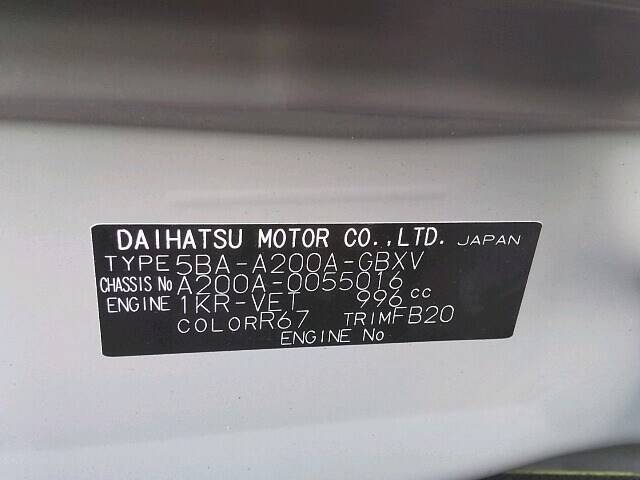 DAIHATSU MOTOR CO.,LTD. JAPAN
TYPE 5BA-A200A-GBXV
CHASSIS No A200A-0055016
ENGINE 1KR-VET 996 cc
COLOR R67 TRIM FB20
ENGINE No